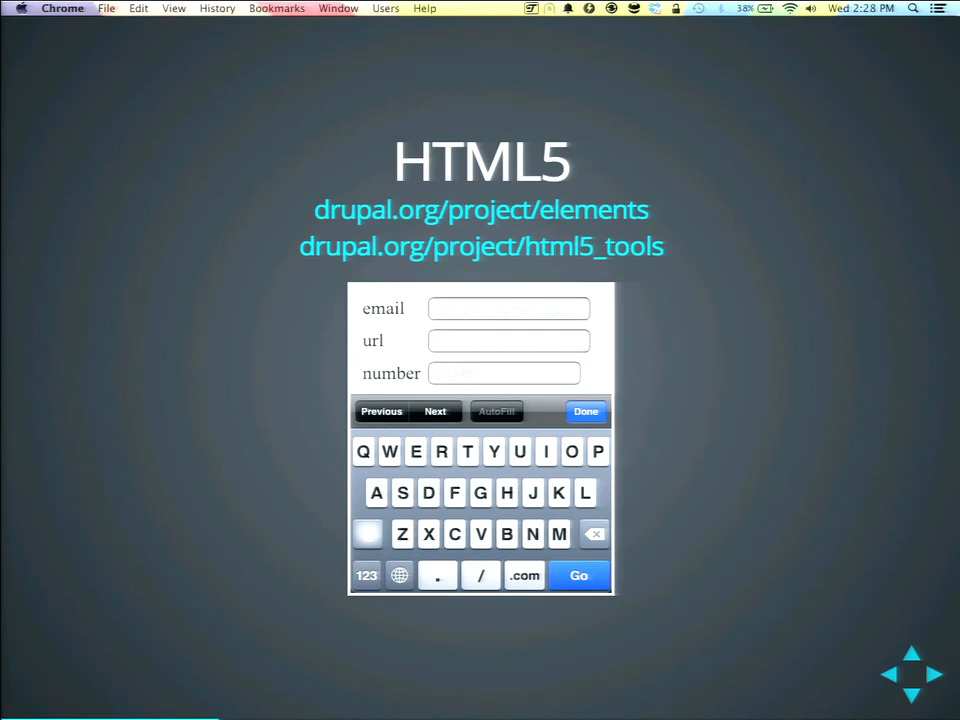 Chrome File Edit View History Bookmarks Window Users Help 38% Wed 2:28 PM
HTML5
drupal.org/project/elements
drupal.org/project/html5_tools
email
url
number
Previous Next AutoFill Done
Q W E R T Y U I O P
A S D F G H J K L
Z X C V B N M
123 . / .com Go